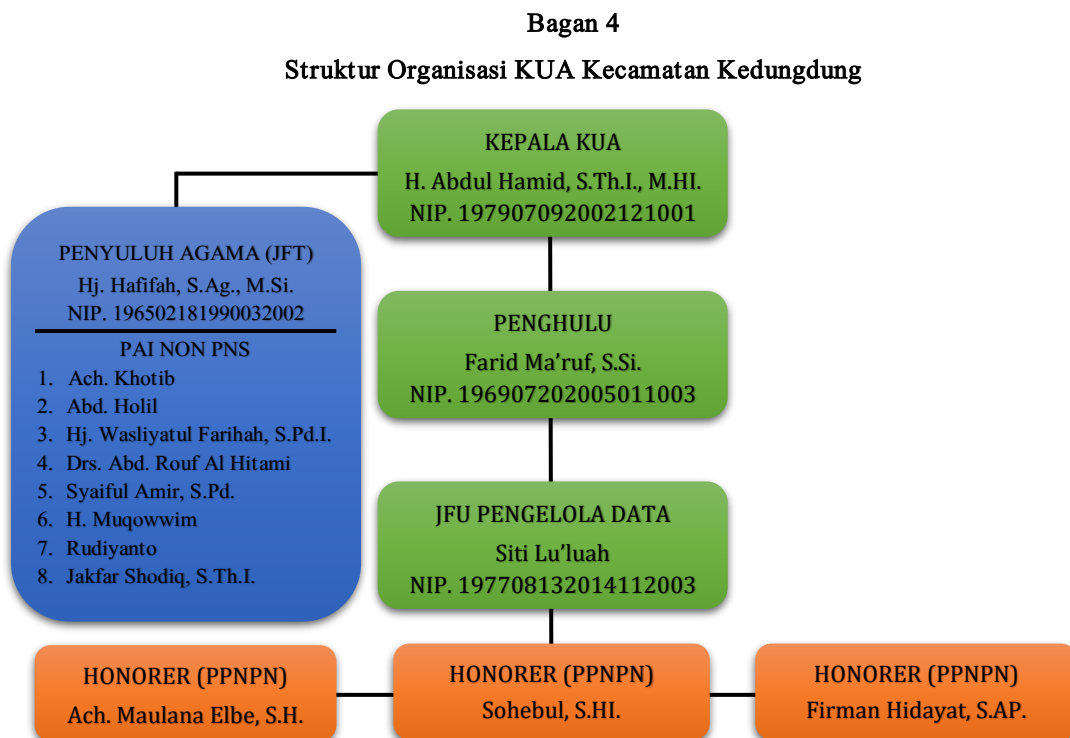 Bagan 4
Struktur Organisasi KUA Kecamatan Kedungdung
KEPALA KUA
H. Abdul Hamid, S.Th.I., M.HI.
NIP. 197907092002121001
PENYULUH AGAMA (JFT)
Hj. Hafifah, S.Ag., M.Si.
NIP. 196502181990032002
PAI NON PNS
1. Ach. Khotib
2. Abd. Holil
3. Hj. Wasliyatul Farihah, S.Pd.I.
4. Drs. Abd. Rouf Al Hitami
5. Syaiful Amir, S.Pd.
6. H. Muqowwim
7. Rudiyanto
8. Jakfar Shodiq, S.Th.I.
PENGHULU
Farid Ma’ruf, S.Si.
NIP. 196907202005011003
JFU PENGELOLA DATA
Siti Lu’luah
NIP. 197708132014112003
HONORER (PPNPN)
Ach. Maulana Elbe, S.H.
HONORER (PPNPN)
Sohebul, S.HI.
HONORER (PPNPN)
Firman Hidayat, S.AP.